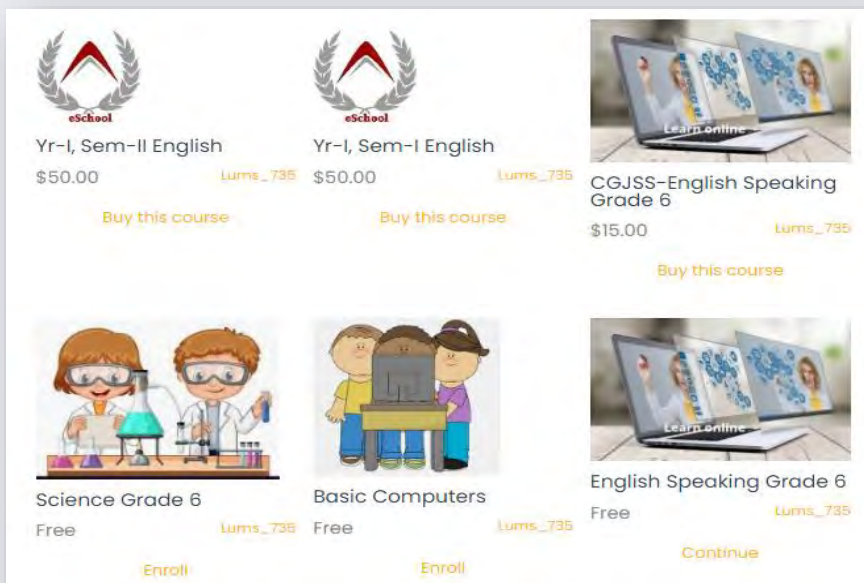 eSchool
Yr-I, Sem-II English
$50.00 Lums_735
Buy this course
eSchool
Yr-I, Sem-I English
$50.00 Lums_735
Buy this course
Learn online
CGJSS-English Speaking
Grade 6
$15.00 Lums_735
Buy this course
Science Grade 6
Free Lums_735
Enroll
Basic Computers
Free Lums_735
Enroll
Learn online
English Speaking Grade 6
Free Lums_735
Continue